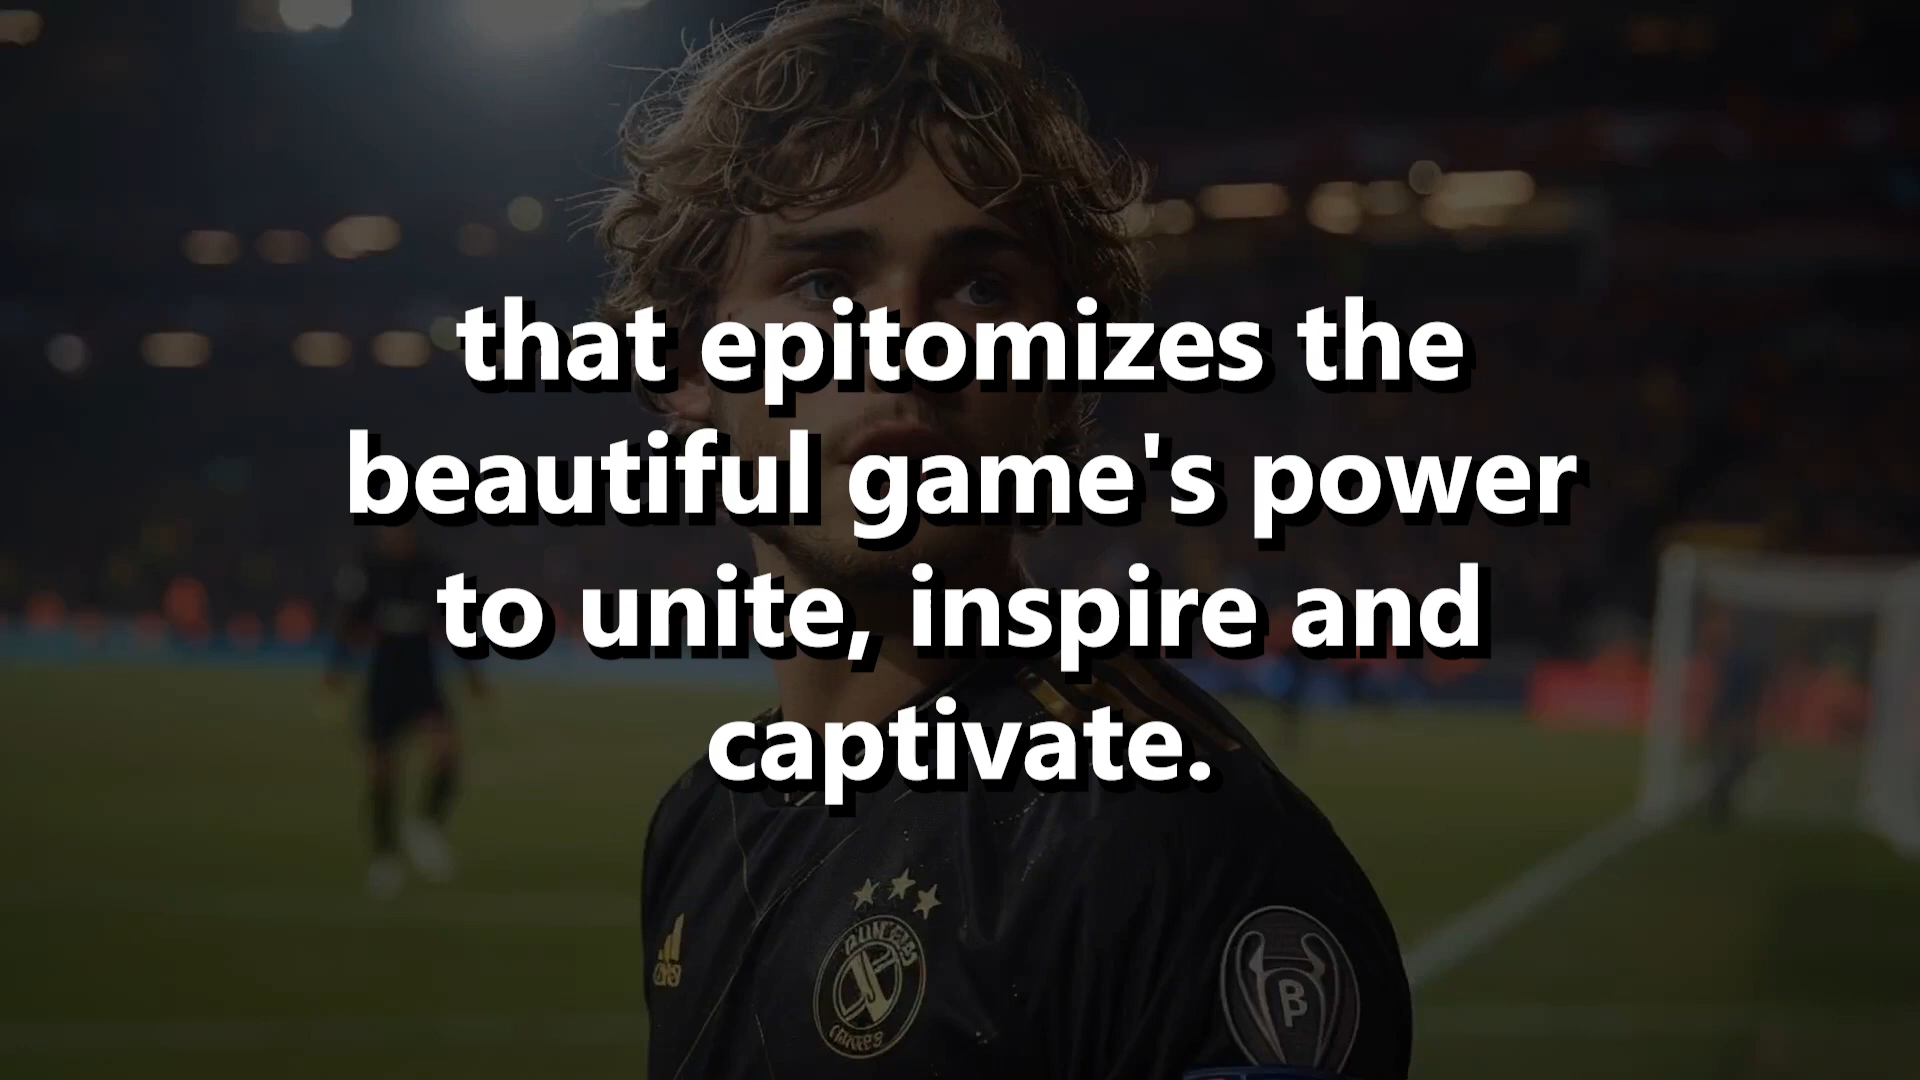 that epitomizes the
beautiful game's power
to unite, inspire and
captivate.